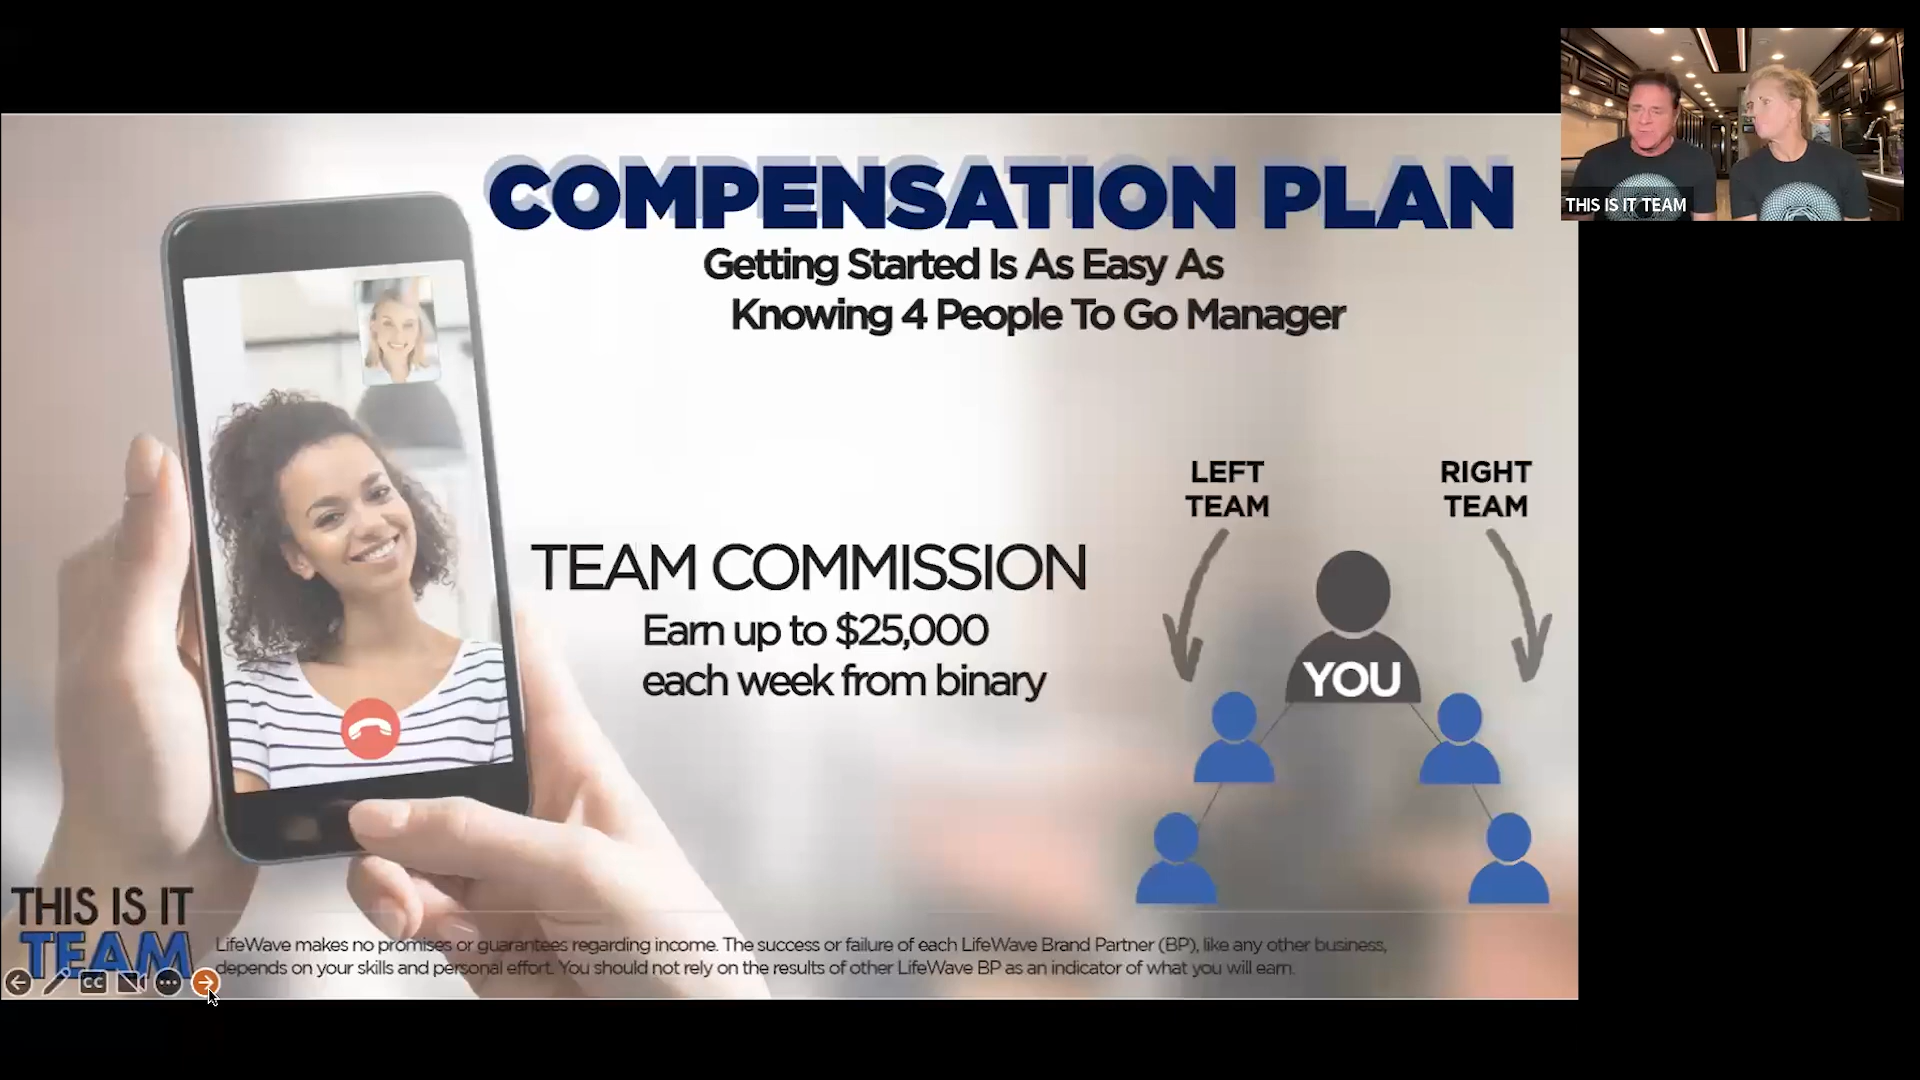 COMPENSATION PLAN
Getting Started Is As Easy As
Knowing 4 People To Go Manager
THIS IS IT TEAM
LEFT
TEAM
RIGHT
TEAM
TEAM COMMISSION
Earn up to $25,000
each week from binary
YOU
THIS IS IT
TEAM
LifeWave makes no promises or guarantees regarding income. The success or failure of each LifeWave Brand Partner (BP), like any other business,
depends on your skills and personal effort. You should not rely on the results of other LifeWave BP as an indicator of what you will earn.
CC